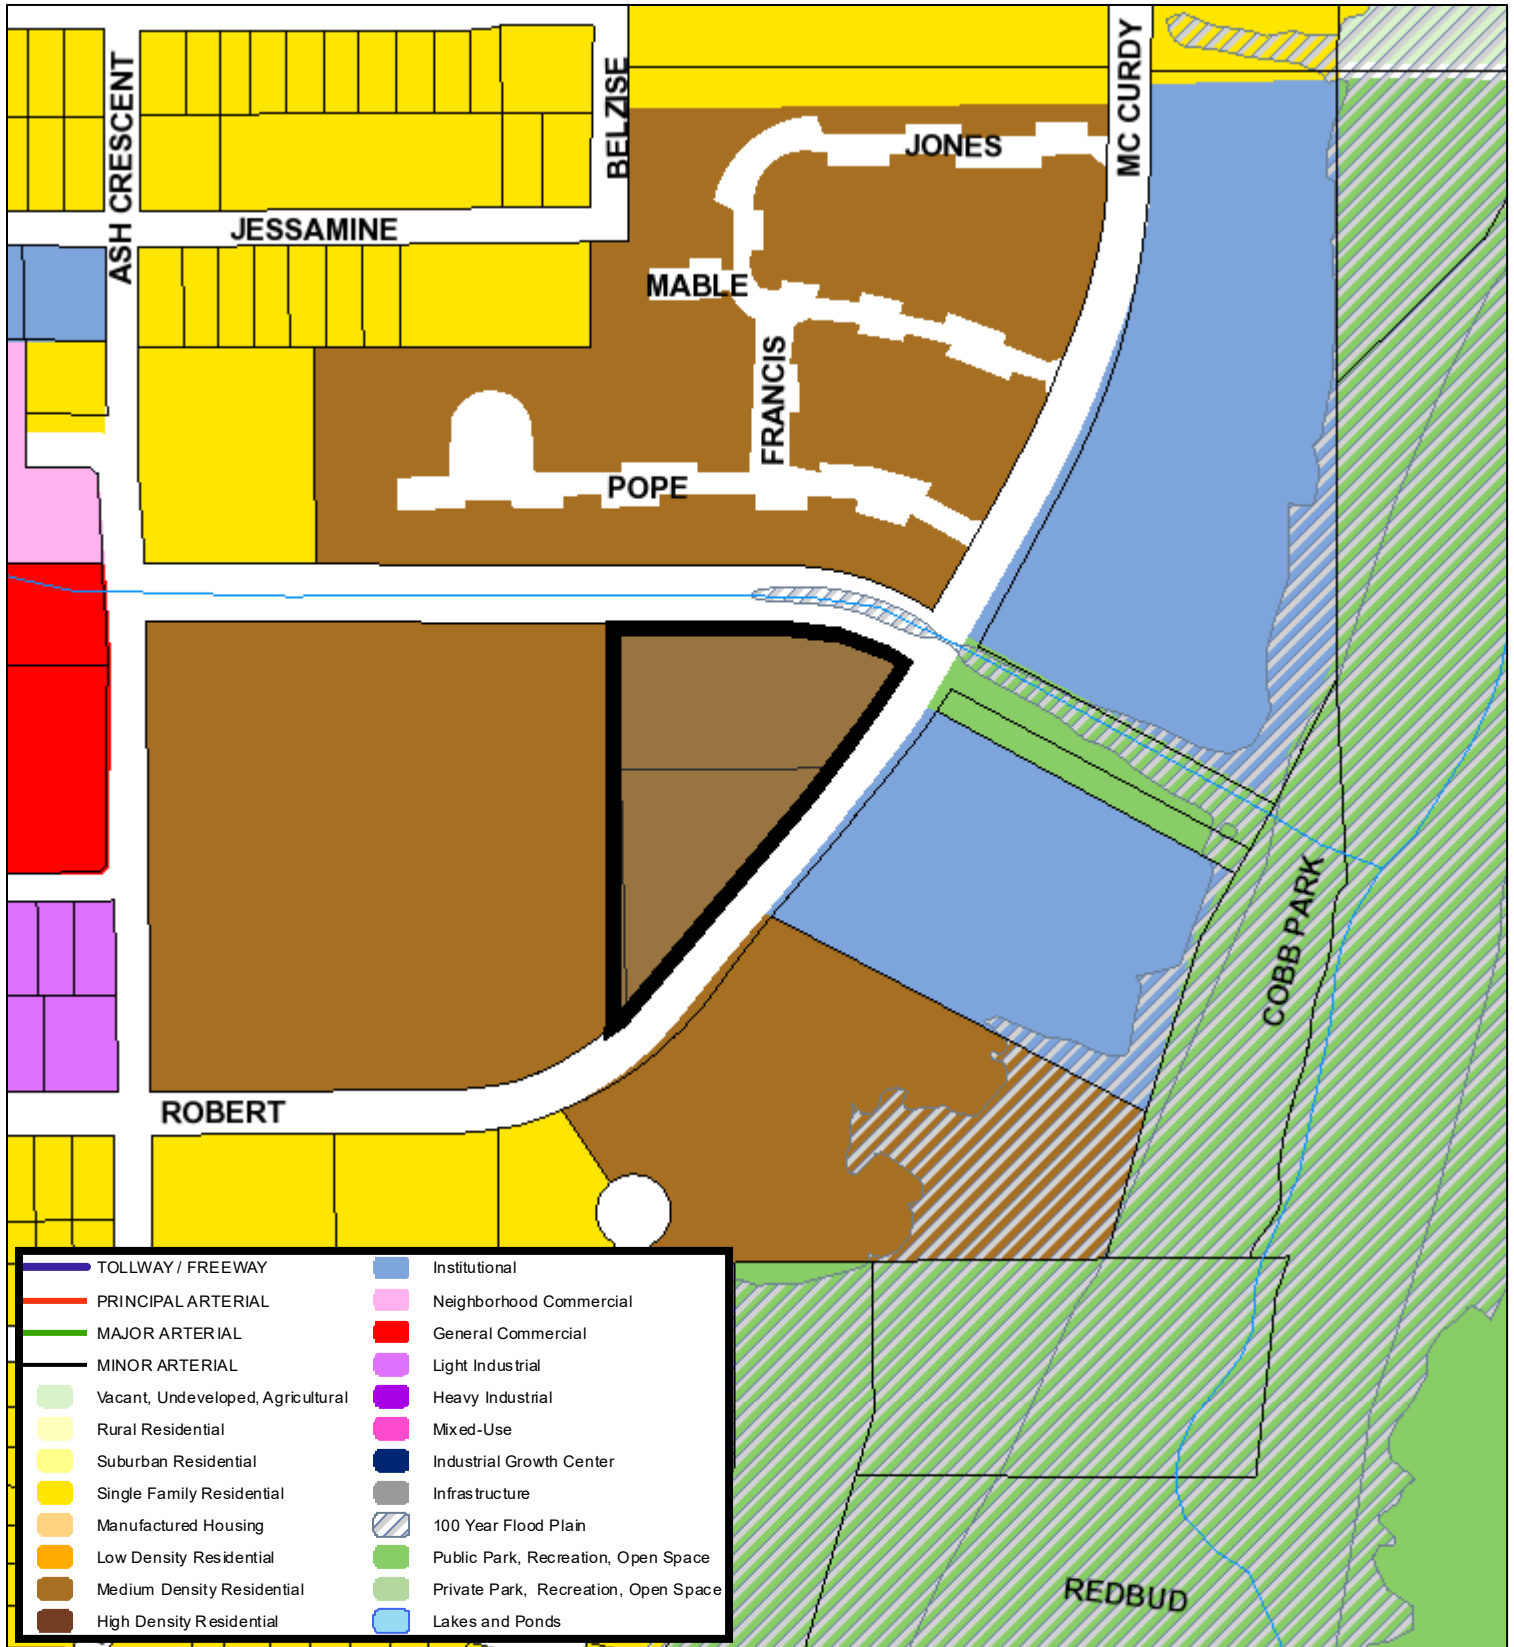 MC CURDY
ASH CRESCENT
BELZISE
JONES
JESSAMINE
MABLE
FRANCIS
POPE
COBB PARK
ROBERT
REDBUD
TOLLWAY / FREEWAY
PRINCIPAL ARTERIAL
MAJOR ARTERIAL
MINOR ARTERIAL
Vacant, Undeveloped, Agricultural
Rural Residential
Suburban Residential
Single Family Residential
Manufactured Housing
Low Density Residential
Medium Density Residential
High Density Residential
Institutional
Neighborhood Commercial
General Commercial
Light Industrial
Heavy Industrial
Mixed-Use
Industrial Growth Center
Infrastructure
100 Year Flood Plain
Public Park, Recreation, Open Space
Private Park, Recreation, Open Space
Lakes and Ponds